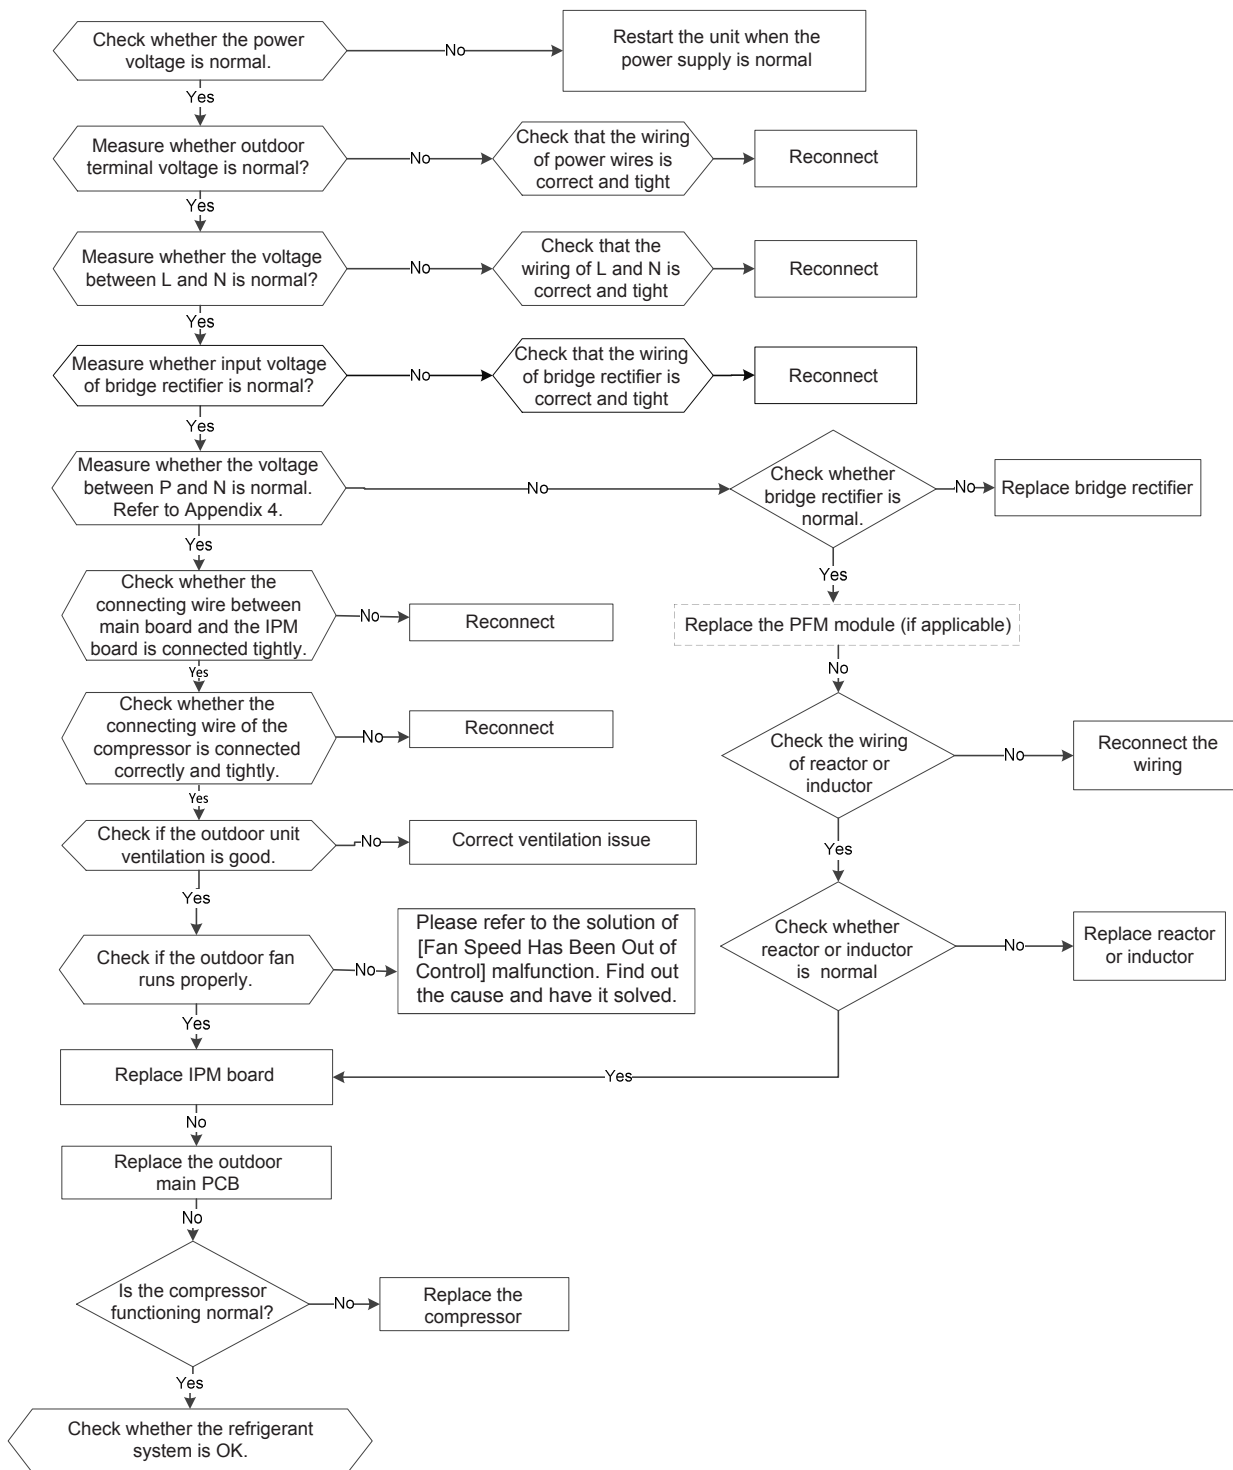 Check whether the power
voltage is normal.
No
Restart the unit when the
power supply is normal
Yes
Measure whether outdoor
terminal voltage is normal?
No
Check that the wiring
of power wires is
correct and tight
Reconnect
Yes
Measure whether the voltage
between L and N is normal?
No
Check that the
wiring of L and N is
correct and tight
Reconnect
Yes
Measure whether input voltage
of bridge rectifier is normal?
No
Check that the wiring
of bridge rectifier is
correct and tight
Reconnect
Yes
Measure whether the voltage
between P and N is normal.
Refer to Appendix 4.
No
Check whether
bridge rectifier is
normal.
No
Replace bridge rectifier
Yes
Yes
Check whether the
connecting wire between
main board and the IPM
board is connected tightly.
No
Reconnect
Replace the PFM module (if applicable)
No
Yes
Check whether the
connecting wire of the
compressor is connected
correctly and tightly.
No
Reconnect
Check the wiring
of reactor or
inductor
No
Reconnect the
wiring
Yes
Check if the outdoor unit
ventilation is good.
No
Correct ventilation issue
Yes
Yes
Check if the outdoor fan
runs properly.
No
Please refer to the solution of
[Fan Speed Has Been Out of
Control] malfunction. Find out
the cause and have it solved.
Check whether
reactor or inductor
is normal
No
Replace reactor
or inductor
Yes
Replace IPM board
Yes
No
Replace the outdoor
main PCB
No
Is the compressor
functioning normal?
No
Replace the
compressor
Yes
Check whether the refrigerant
system is OK.